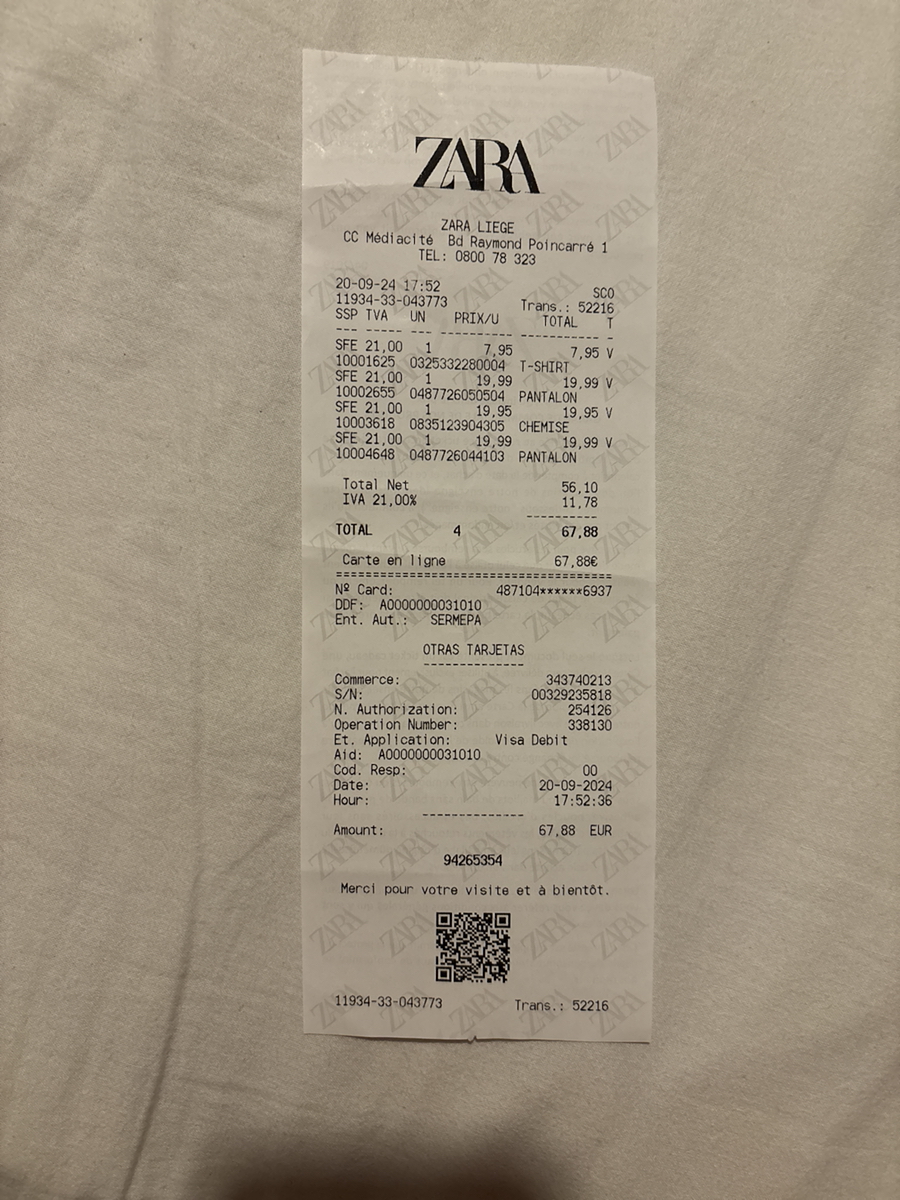 ZARA
ZARA LIEGE
CC Médiacité Bd Raymond Poincarré 1
TEL: 0800 78 323
20-09-24 17:52
SCO
11934-33-043773 Trans.: 52216
SSP TVA UN PRIX/U TOTAL T
SFE 21,00 1 7,95 7,95 V
10001625 0325332280004 T-SHIRT
SFE 21,00 1 19,99 19,99 V
10002655 0487726050504 PANTALON
SFE 21,00 1 19,95 19,95 V
10003618 0835123904305 CHEMISE
SFE 21,00 1 19,99 19,99 V
10004648 0487726044103 PANTALON
Total Net 56,10
IVA 21,00% 11,78
TOTAL 4 67,88
Carte en ligne 67,88€
Nº Card: 487104******6937
DDF: A0000000031010
Ent. Aut.: SERMEPA
OTRAS TARJETAS
Commerce: 343740213
S/N: 00329235818
N. Authorization: 254126
Operation Number: 338130
Et. Application: Visa Debit
Aid: A0000000031010
Cod. Resp: 00
Date: 20-09-2024
Hour: 17:52:36
Amount: 67,88 EUR
94265354
Merci pour votre visite et à bientôt.
11934-33-043773 Trans.: 52216